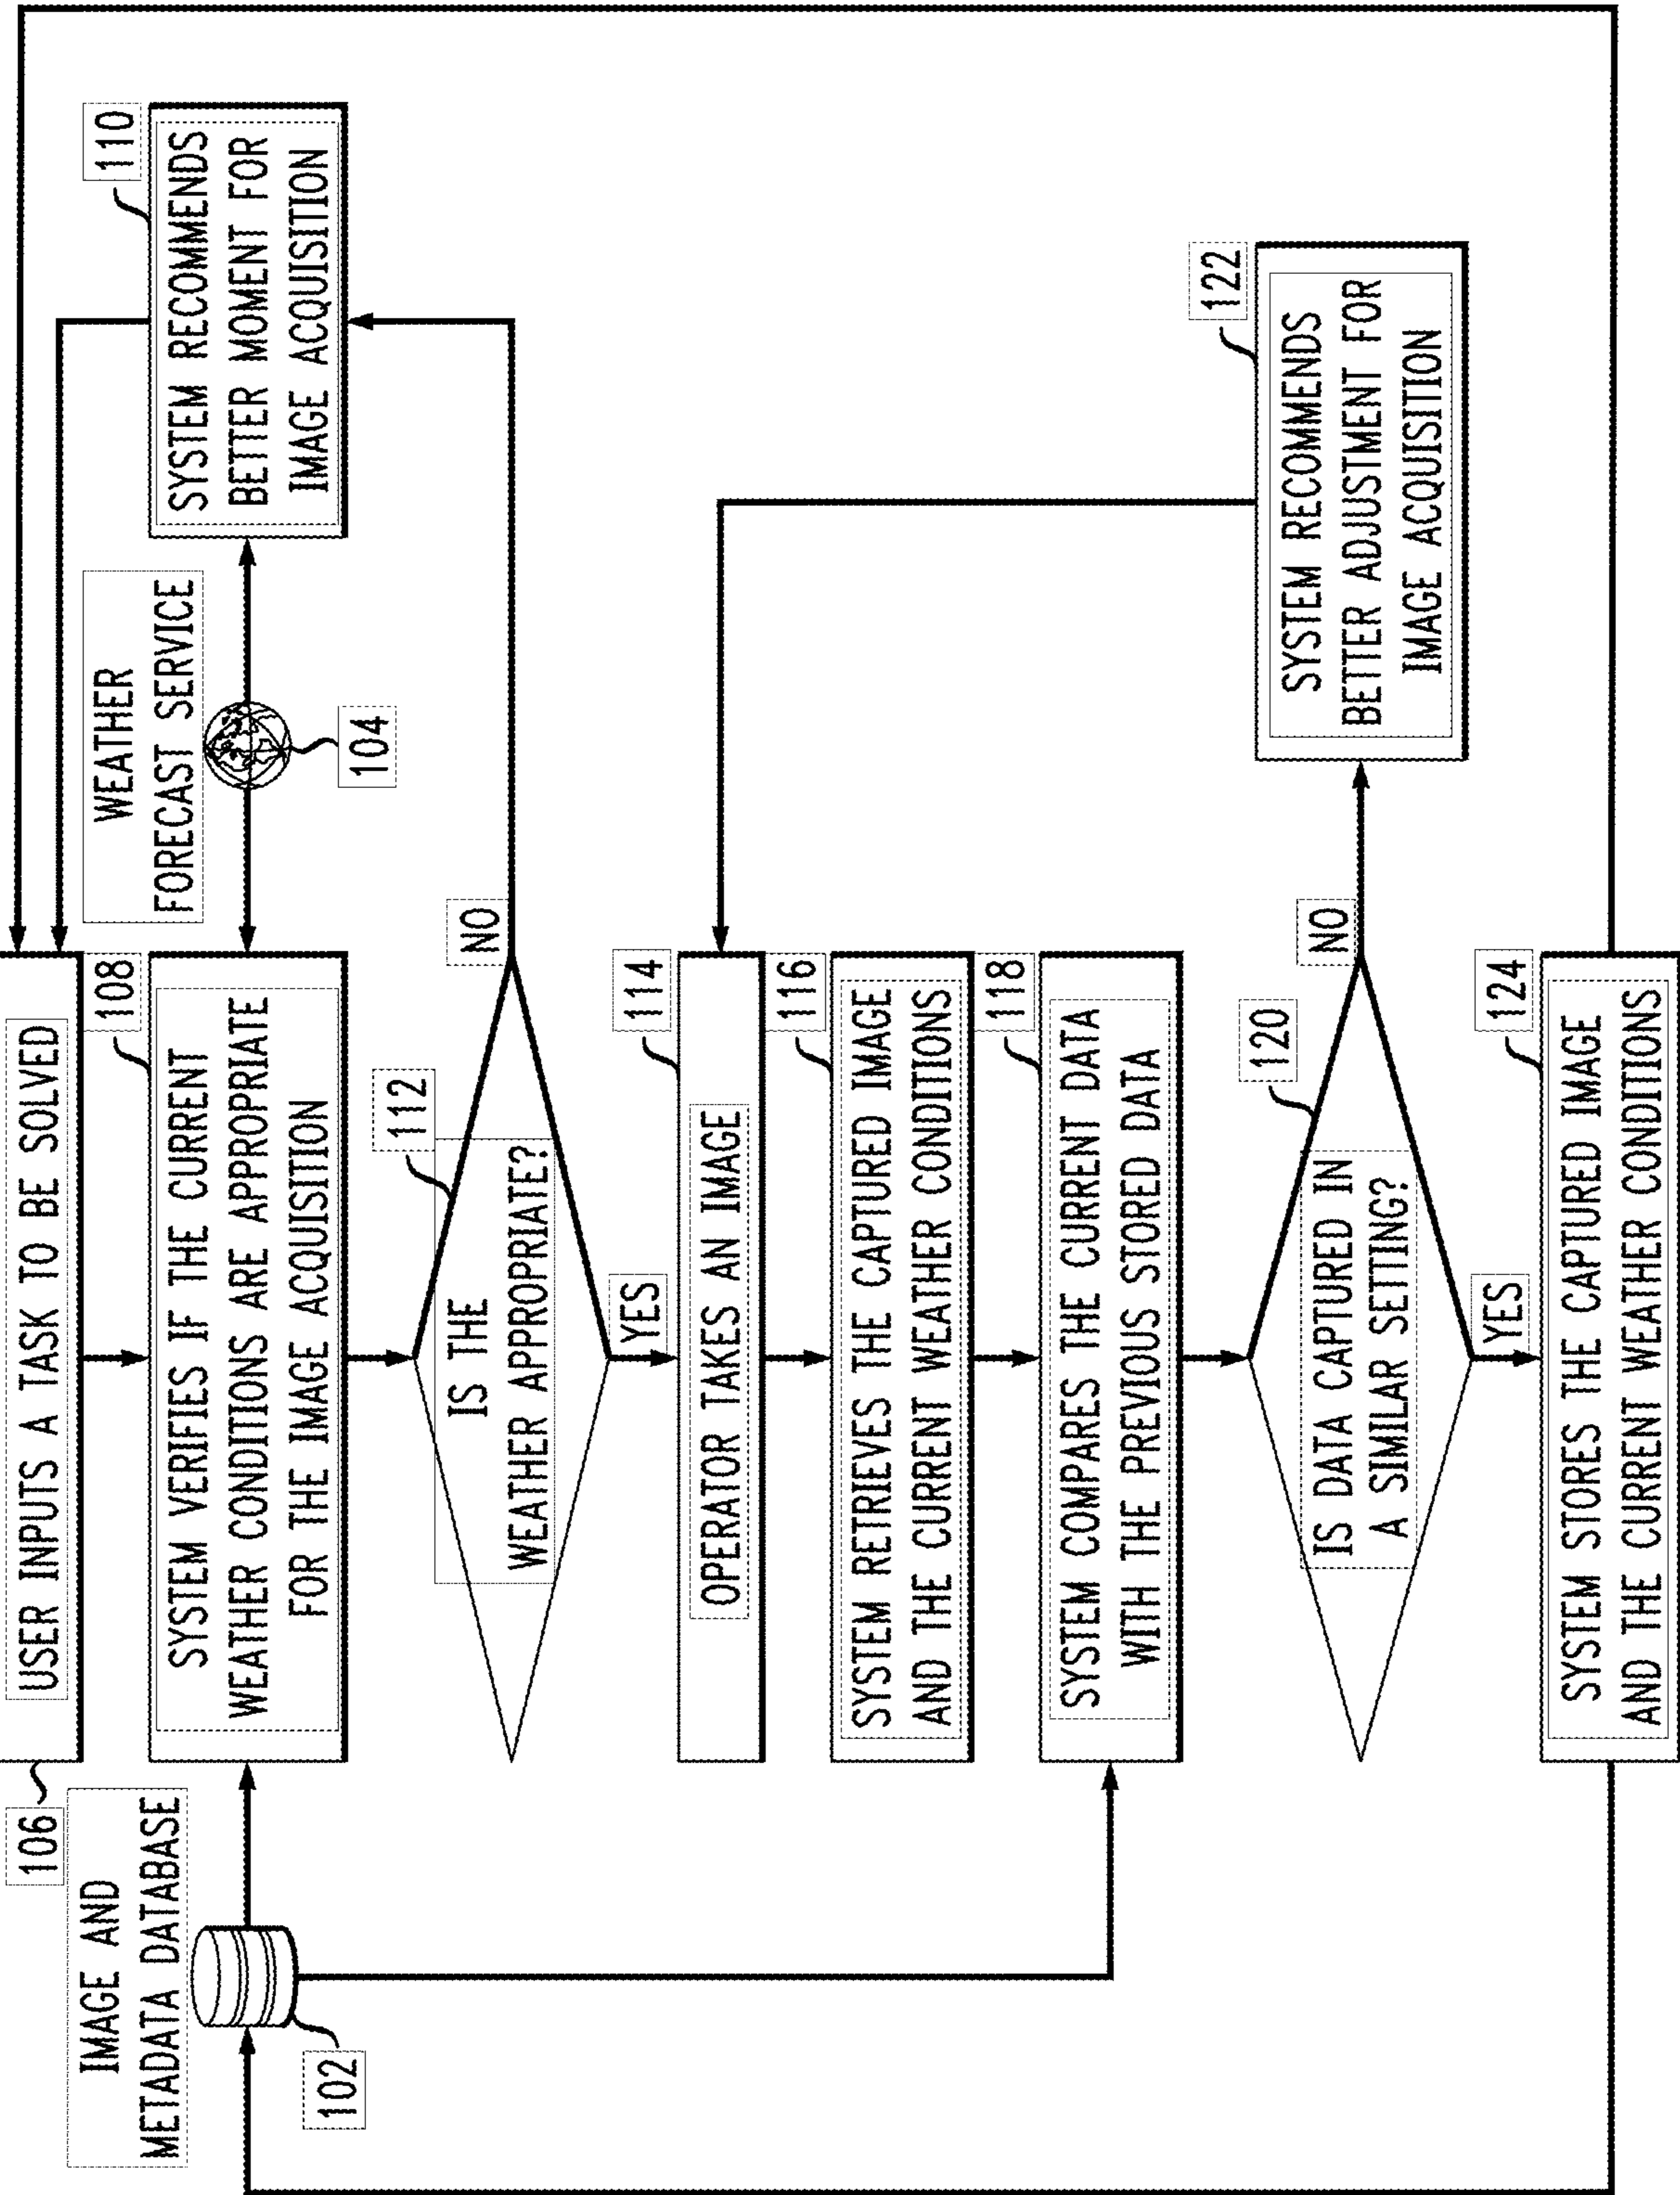 106
USER INPUTS A TASK TO BE SOLVED
IMAGE AND
METADATA DATABASE
102
108
SYSTEM VERIFIES IF THE CURRENT
WEATHER CONDITIONS ARE APPROPRIATE
FOR THE IMAGE ACQUISITION
WEATHER
FORECAST SERVICE
104
110
SYSTEM RECOMMENDS
BETTER MOMENT FOR
IMAGE ACQUISITION
112
IS THE
WEATHER APPROPRIATE?
NO
YES
114
OPERATOR TAKES AN IMAGE
116
SYSTEM RETRIEVES THE CAPTURED IMAGE
AND THE CURRENT WEATHER CONDITIONS
118
SYSTEM COMPARES THE CURRENT DATA
WITH THE PREVIOUS STORED DATA
120
IS DATA CAPTURED IN
A SIMILAR SETTING?
NO
122
SYSTEM RECOMMENDS
BETTER ADJUSTMENT FOR
IMAGE ACQUISITION
YES
124
SYSTEM STORES THE CAPTURED IMAGE
AND THE CURRENT WEATHER CONDITIONS